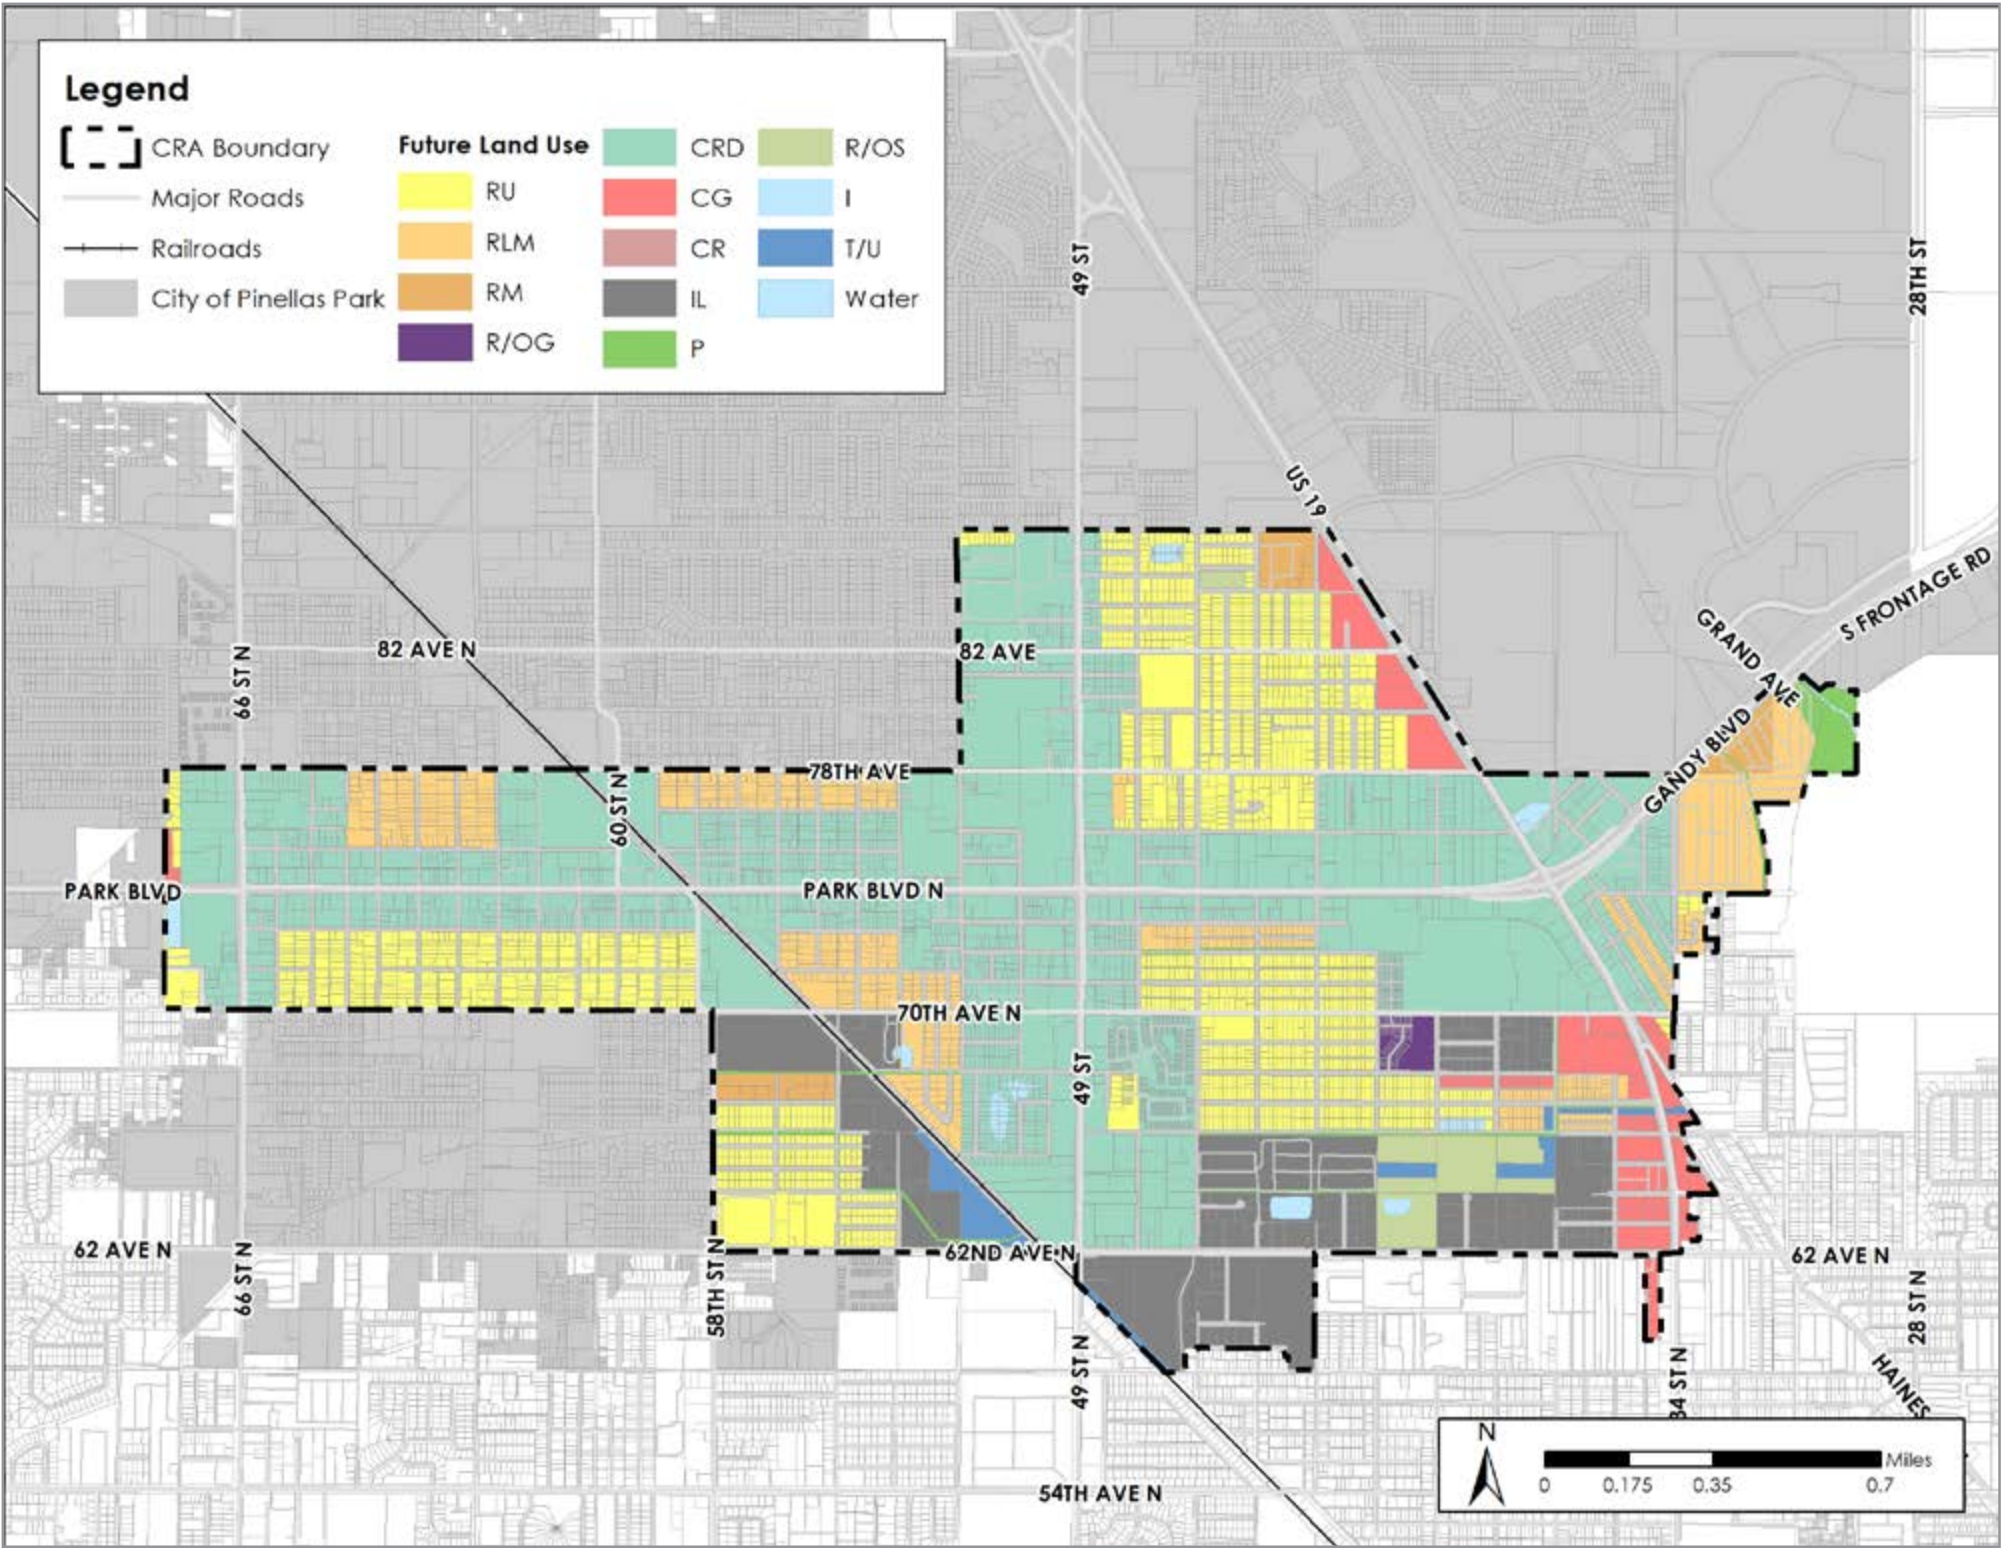 Legend
CRA Boundary
Major Roads
Railroads
City of Pinellas Park
Future Land Use
RU
RLM
RM
R/OG
CRD
CG
CR
IL
P
R/OS
I
T/U
Water
49 ST
28TH ST
US 19
S FRONTAGE RD
GRAND AVE
82 AVE N
82 AVE
66 ST N
GANDY BLVD
78TH AVE
60 ST N
PARK BLVD
PARK BLVD N
70TH AVE N
49 ST
62 AVE N
66 ST N
58TH ST N
62ND AVE N
62 AVE N
28 ST N
49 ST N
34 ST N
HAINES
54TH AVE N
N
0 0.175 0.35 0.7
Miles